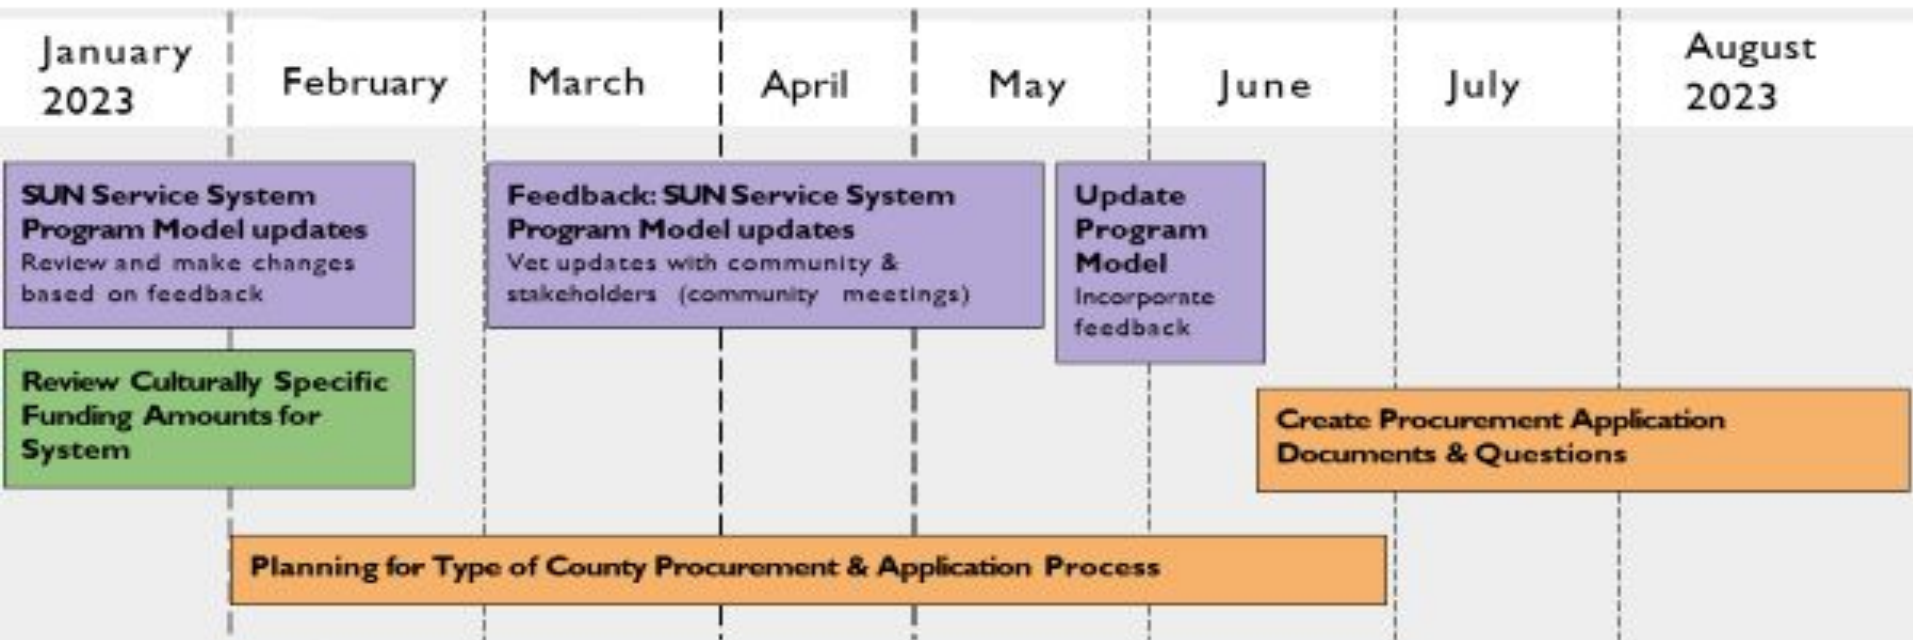 January
2023
February
March
April
May
June
July
August
2023
SUN Service System
Program Model updates
Review and make changes
based on feedback
Feedback: SUN Service System
Program Model updates
Vet updates with community &
stakeholders (community meetings)
Update
Program
Model
Incorporate
feedback
Review Culturally Specific
Funding Amounts for
System
Create Procurement Application
Documents & Questions
Planning for Type of County Procurement & Application Process